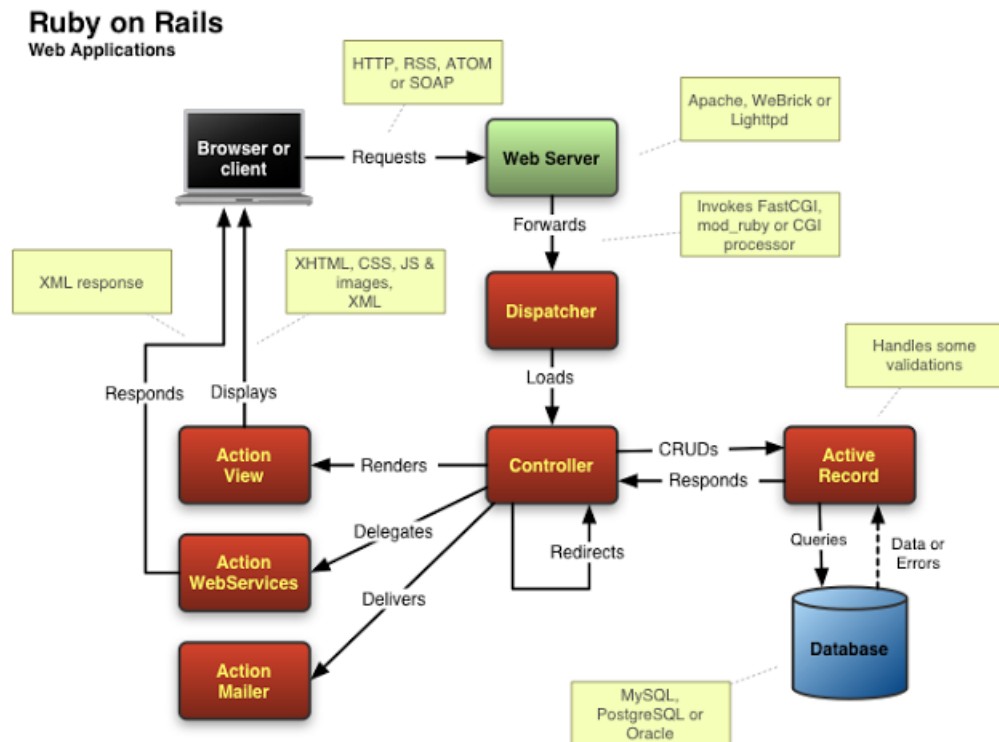 Ruby on Rails
Web Applications
HTTP, RSS, ATOM
or SOAP
Apache, WeBrick or
Lighttpd
Browser or
client
Requests
Web Server
Forwards
Invokes FastCGI,
mod_ruby or CGI
processor
XML response
XHTML, CSS, JS &
images,
XML
Dispatcher
Handles some
validations
Responds
Displays
Loads
Action
View
Renders
Controller
CRUDs
Responds
Active
Record
Delegates
Redirects
Queries
Data or
Errors
Action
WebServices
Delivers
Database
Action
Mailer
MySQL,
PostgreSQL or
Oracle